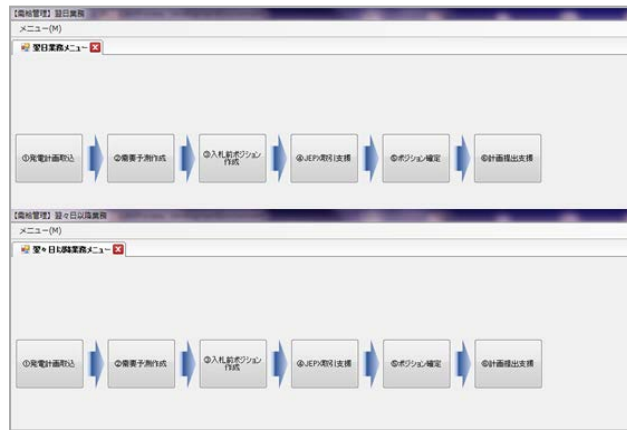 【需給管理】翌日業務
メニュー(M)
翌日業務メニュー
①発電計画取込
②需要予測作成
③入札前ポジション
作成
④JEPX取引支援
⑤ポジション確定
⑥計画提出支援
【需給管理】翌々日以降業務
メニュー(M)
翌々日以降業務メニュー
①発電計画取込
②需要予測作成
③入札前ポジション
作成
④JEPX取引支援
⑤ポジション確定
⑥計画提出支援